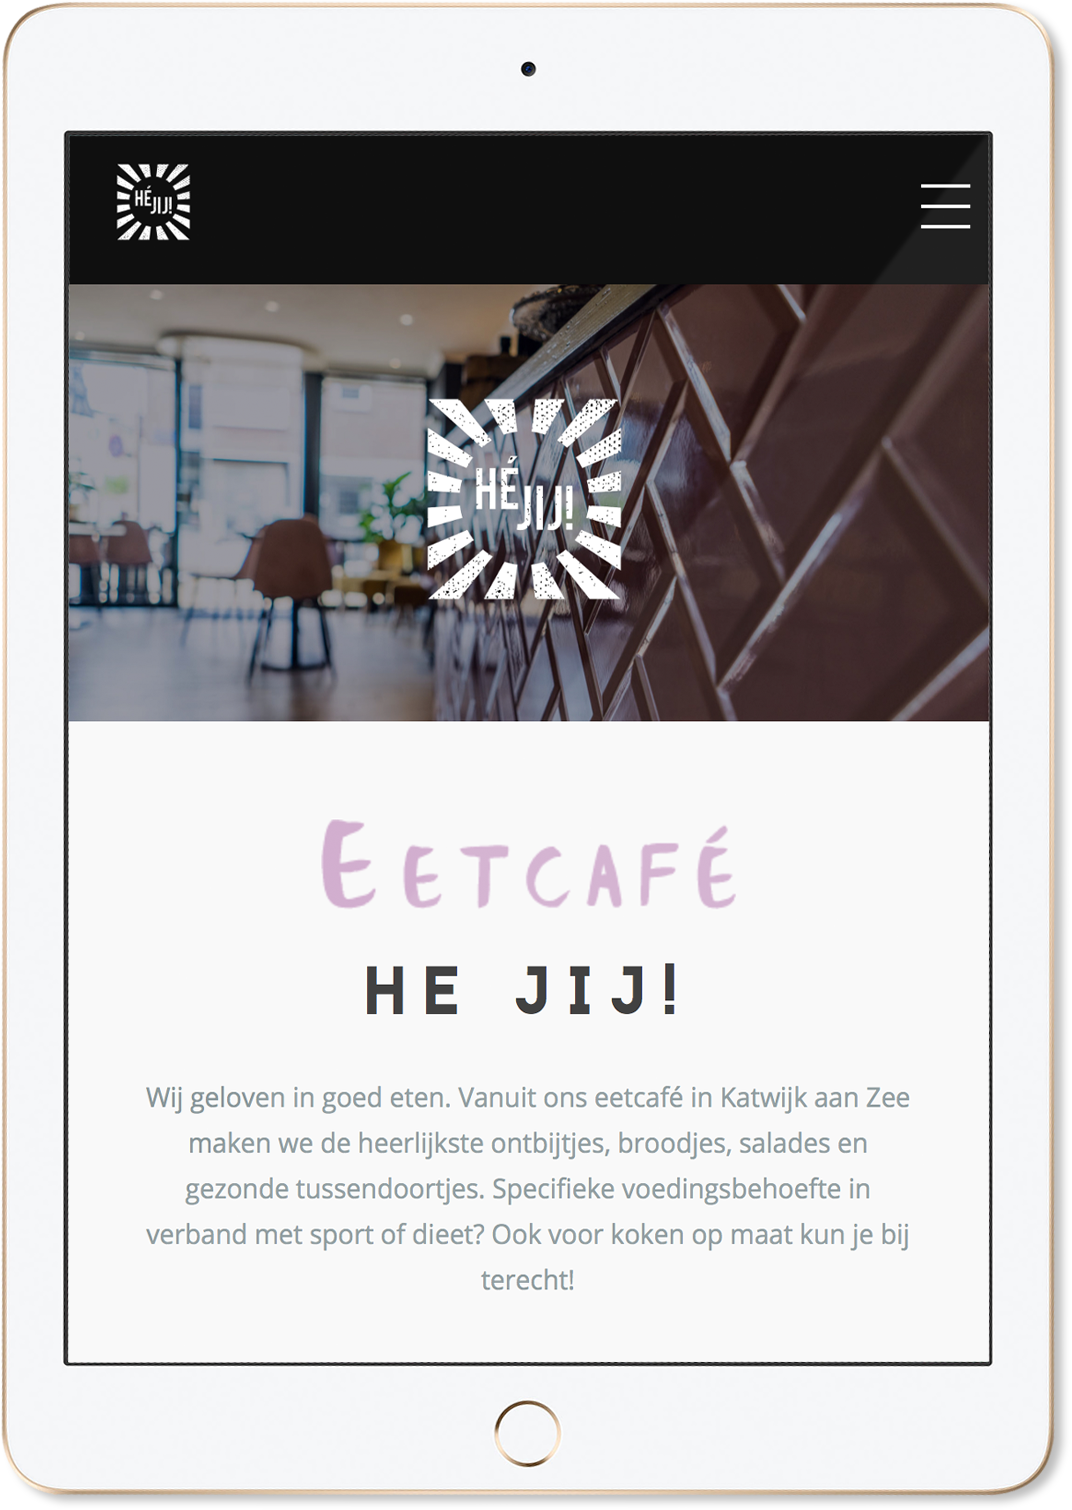 HÉ
JIJ!
HÉ
JIJ!
EETCAFÉ
HE JIJ!
Wij geloven in goed eten. Vanuit ons eetcafé in Katwijk aan Zee
maken we de heerlijkste ontbijtjes, broodjes, salades en
gezonde tussendoortjes. Specifieke voedingsbehoefte in
verband met sport of dieet? Ook voor koken op maat kun je bij
terecht!